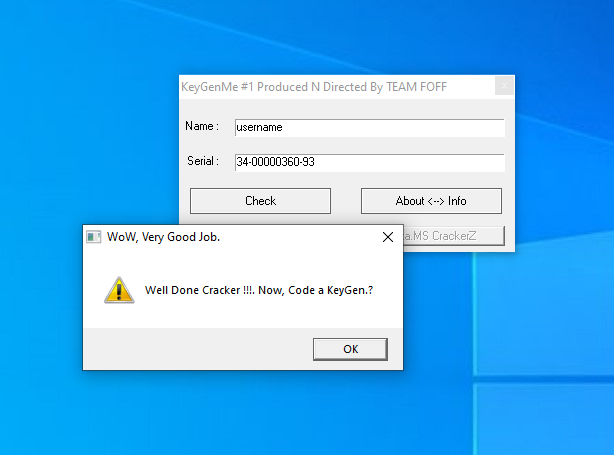 KeyGenMe #1 Produced N Directed By TEAM FOFF
Name :
username
Serial :
34-00000360-93
Check
About <--> Info
a.MS CrackerZ
WoW, Very Good Job.
Well Done Cracker !!!. Now, Code a KeyGen.?
OK